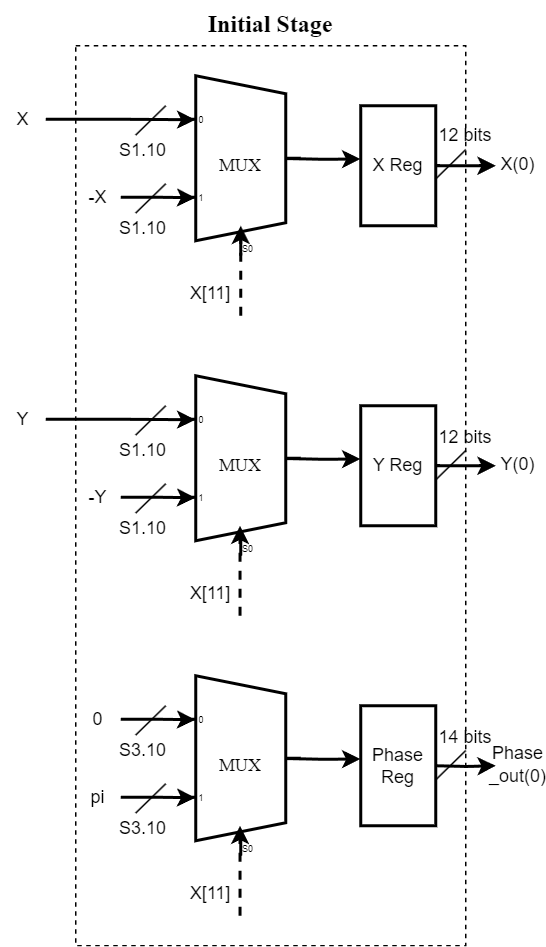 Initial Stage
X
0
S1.10
-X
1
S1.10
MUX
S0
X[11]
X Reg
12 bits
X(0)
Y
0
S1.10
-Y
1
S1.10
MUX
S0
X[11]
Y Reg
12 bits
Y(0)
0
0
S3.10
pi
1
S3.10
MUX
S0
X[11]
Phase
Reg
14 bits
Phase
_out(0)